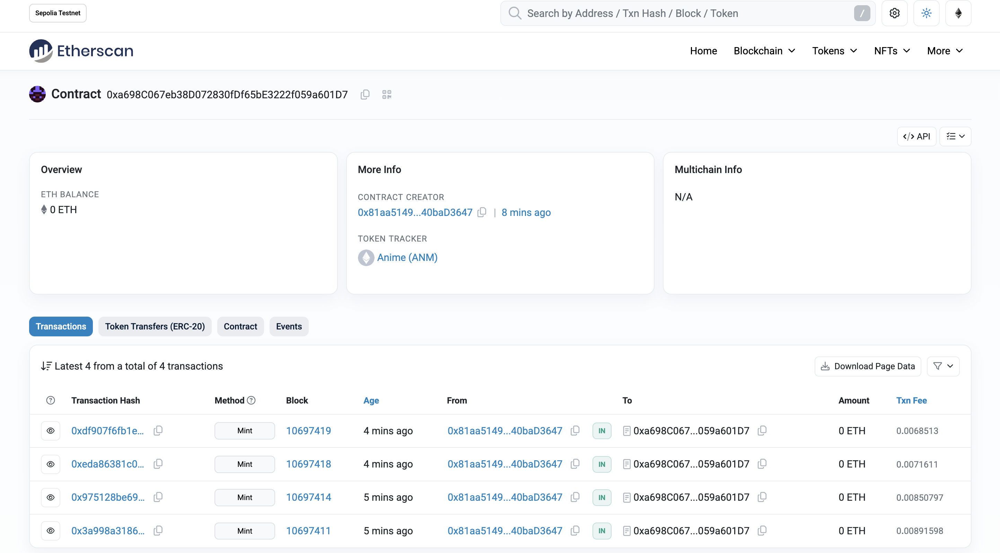 Sepolia Testnet
Search by Address / Txn Hash / Block / Token /
Etherscan
Home Blockchain Tokens NFTs More
Contract 0xa698C067eb38D072830fDf65bE3222f059a601D7
</> API
Overview
ETH BALANCE
0 ETH
More Info
CONTRACT CREATOR
0x81aa5149...40baD3647 | 8 mins ago
TOKEN TRACKER
Anime (ANM)
Multichain Info
N/A
Transactions Token Transfers (ERC-20) Contract Events
Latest 4 from a total of 4 transactions
Download Page Data
Transaction Hash Method Block Age From To Amount Txn Fee
0xdf907f6fb1e... Mint 10697419 4 mins ago 0x81aa5149...40baD3647 IN 0xa698C067...059a601D7 0 ETH 0.0068513
0xeda86381c0... Mint 10697418 4 mins ago 0x81aa5149...40baD3647 IN 0xa698C067...059a601D7 0 ETH 0.0071611
0x975128be69... Mint 10697414 5 mins ago 0x81aa5149...40baD3647 IN 0xa698C067...059a601D7 0 ETH 0.00850797
0x3a998a3186... Mint 10697411 5 mins ago 0x81aa5149...40baD3647 IN 0xa698C067...059a601D7 0 ETH 0.00891598